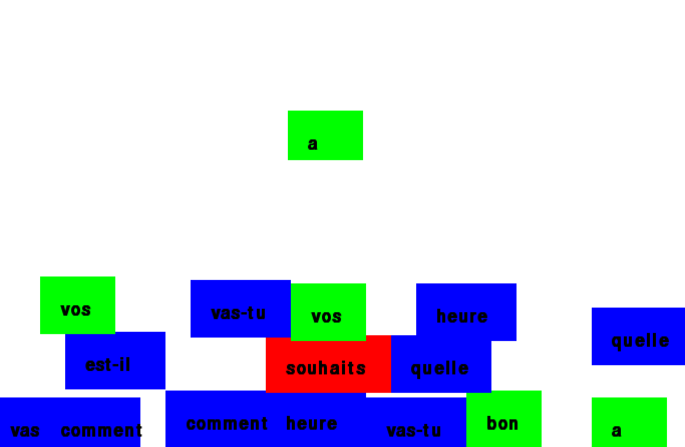 a
vos vas-tu vos heure
est-il souhaits quelle quelle
vas comment comment heure vas-tu bon a